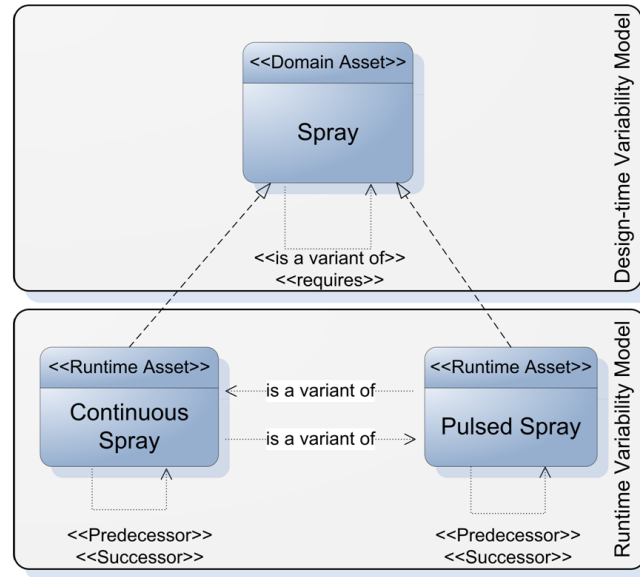 <<Domain Asset>>
Spray
<<is a variant of>>
<<requires>>
Design-time Variability Model
<<Runtime Asset>>
Continuous
Spray
is a variant of
is a variant of
<<Runtime Asset>>
Pulsed Spray
<<Predecessor>>
<<Successor>>
<<Predecessor>>
<<Successor>>
Runtime Variability Model